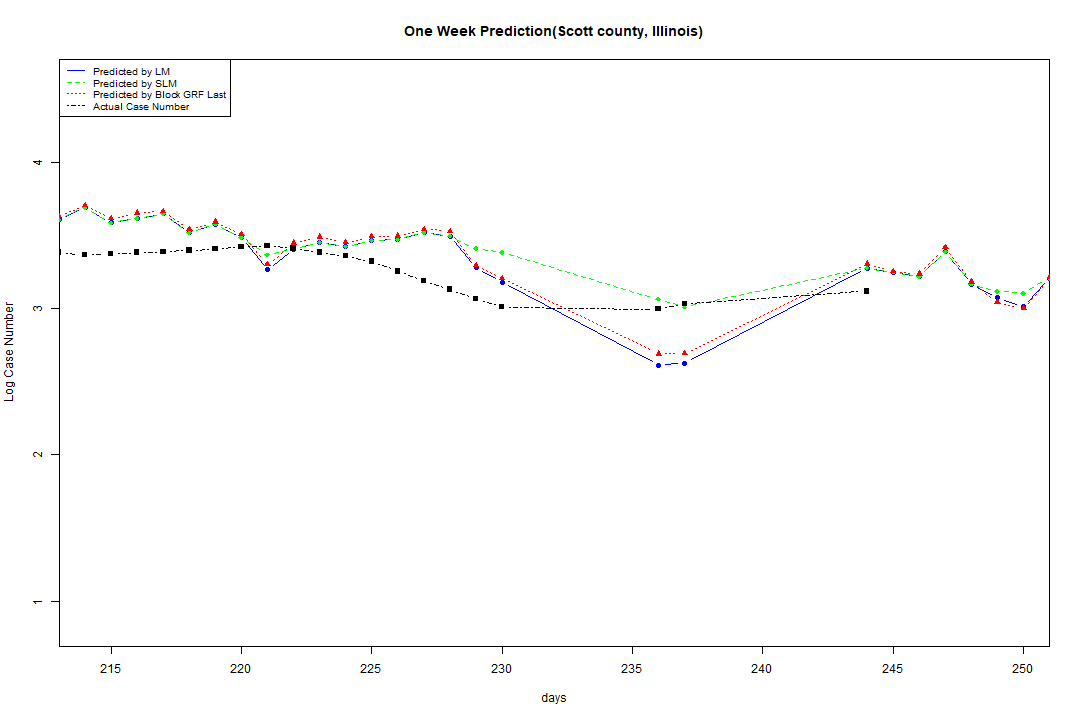 One Week Prediction(Scott county, Illinois)
Predicted by LM
Predicted by SLM
Predicted by Block GRF Last
Actual Case Number
Log Case Number
4
3
2
1
215 220 225 230 235 240 245 250
days